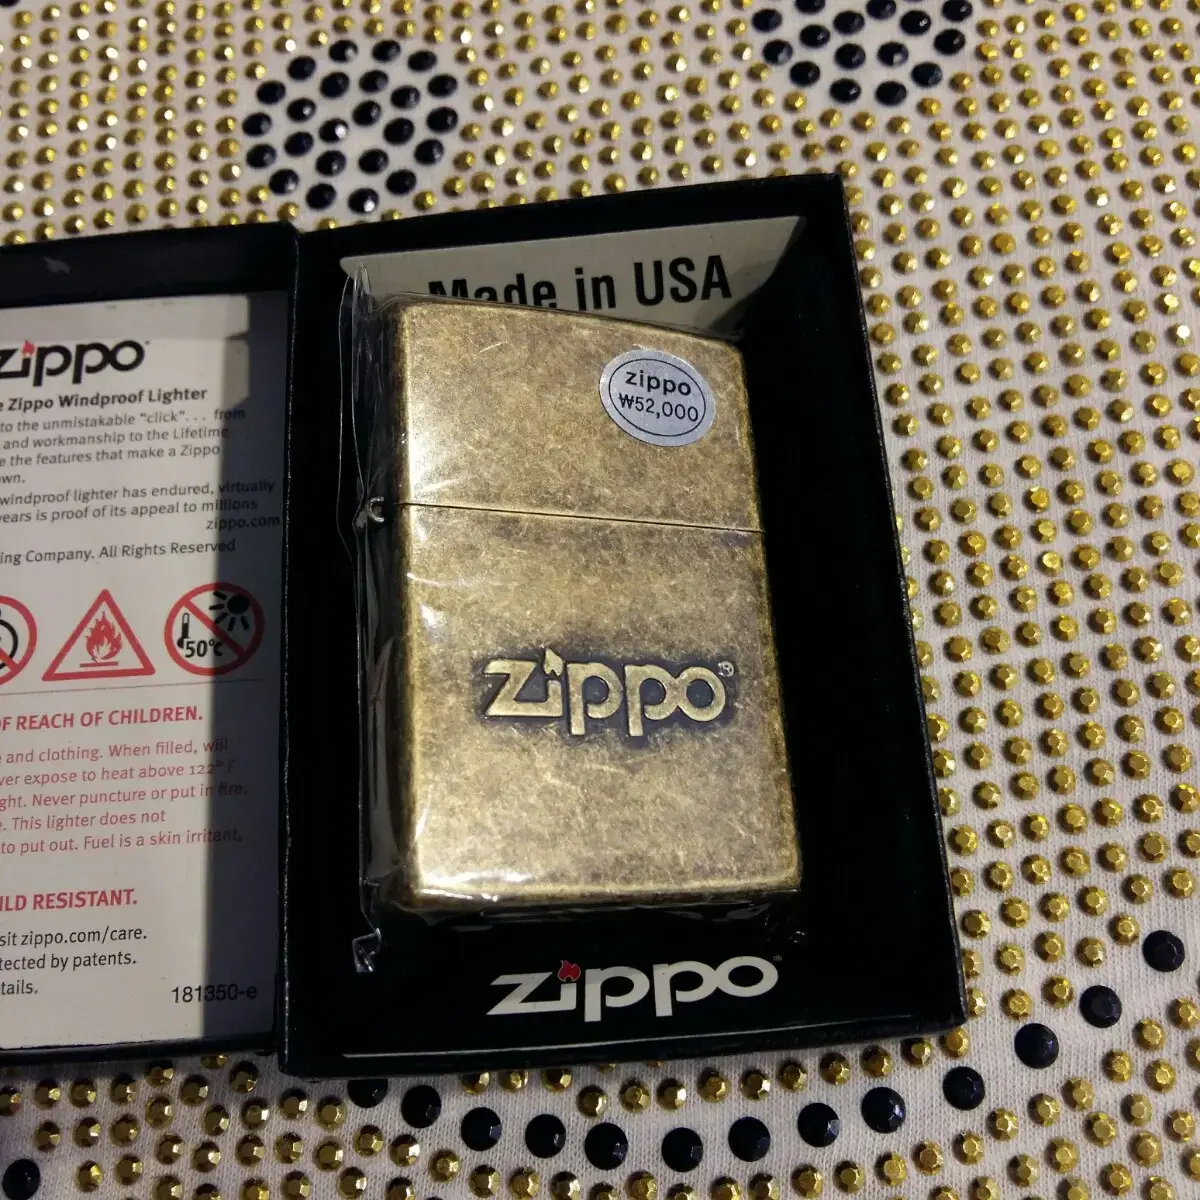 zippo
e Zippo Windproof Lighter
to the unmistakable "click"... from
and workmanship to the Lifetime
e the features that make a Zippo
wn.
windproof lighter has endured, virtually
ears is proof of its appeal to millions
zippo.com
ing Company. All Rights Reserved
50°C
OF REACH OF CHILDREN.
and clothing. When filled, will
ver expose to heat above 122° F
ght. Never puncture or put in fire.
e. This lighter does not
to put out. Fuel is a skin irritant,
ILD RESISTANT.
sit zippo.com/care.
tected by patents.
tails.
181350-e
Made in USA
zippo
₩52,000
zippo®
zippo